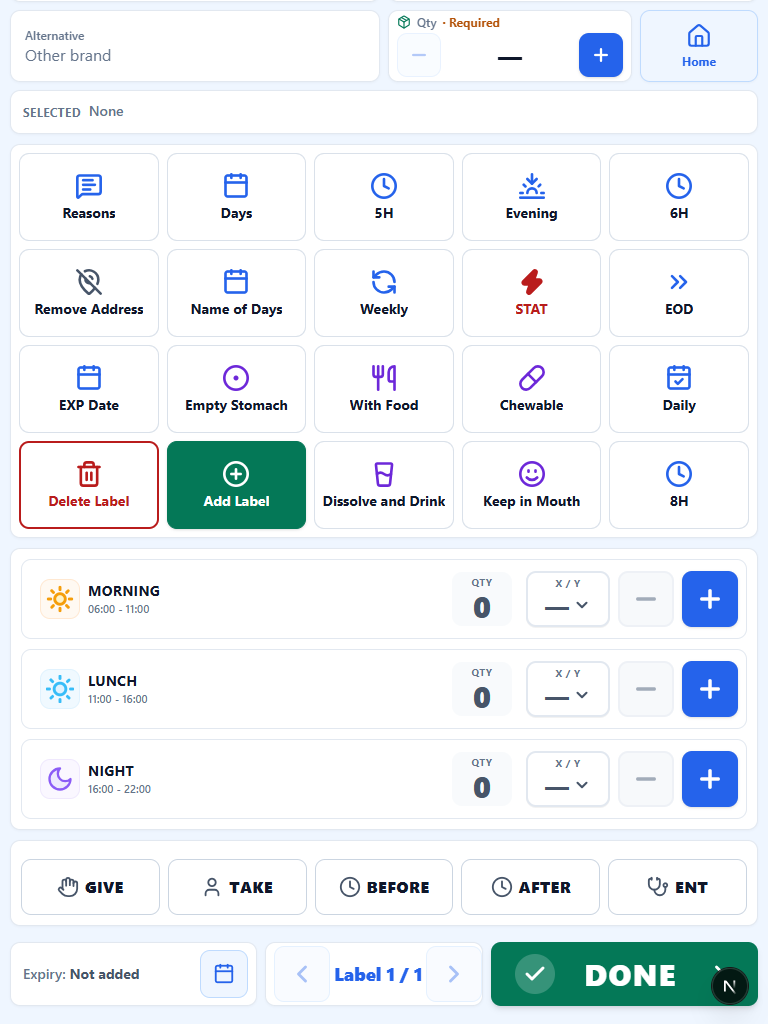 Alternative
Other brand
Qty · Required
—
Home
SELECTED None
Reasons
Days
5H
Evening
6H
Remove Address
Name of Days
Weekly
STAT
EOD
EXP Date
Empty Stomach
With Food
Chewable
Daily
Delete Label
Add Label
Dissolve and Drink
Keep in Mouth
8H
MORNING
06:00 - 11:00
QTY
0
X / Y
—
LUNCH
11:00 - 16:00
QTY
0
X / Y
—
NIGHT
16:00 - 22:00
QTY
0
X / Y
—
GIVE
TAKE
BEFORE
AFTER
ENT
Expiry: Not added
Label 1 / 1
DONE
N